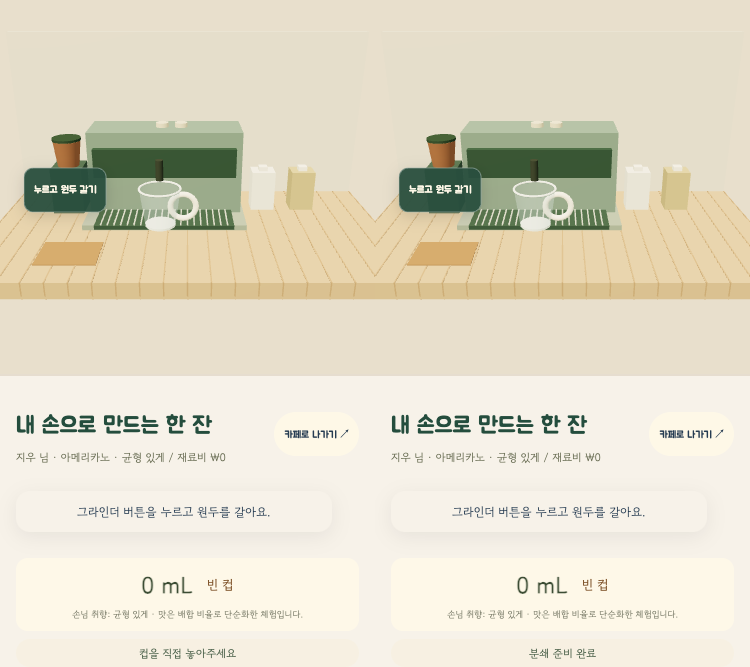 누르고 원두 갈기
내 손으로 만드는 한 잔
카페로 나가기 ↗
지우 님 · 아메리카노 · 균형 있게 / 재료비 ₩0
그라인더 버튼을 누르고 원두를 갈아요.
0 mL 빈 컵
손님 취향: 균형 있게 · 맛은 배합 비율로 단순화한 체험입니다.
컵을 직접 놓아주세요
누르고 원두 갈기
내 손으로 만드는 한 잔
카페로 나가기 ↗
지우 님 · 아메리카노 · 균형 있게 / 재료비 ₩0
그라인더 버튼을 누르고 원두를 갈아요.
0 mL 빈 컵
손님 취향: 균형 있게 · 맛은 배합 비율로 단순화한 체험입니다.
분쇄 준비 완료